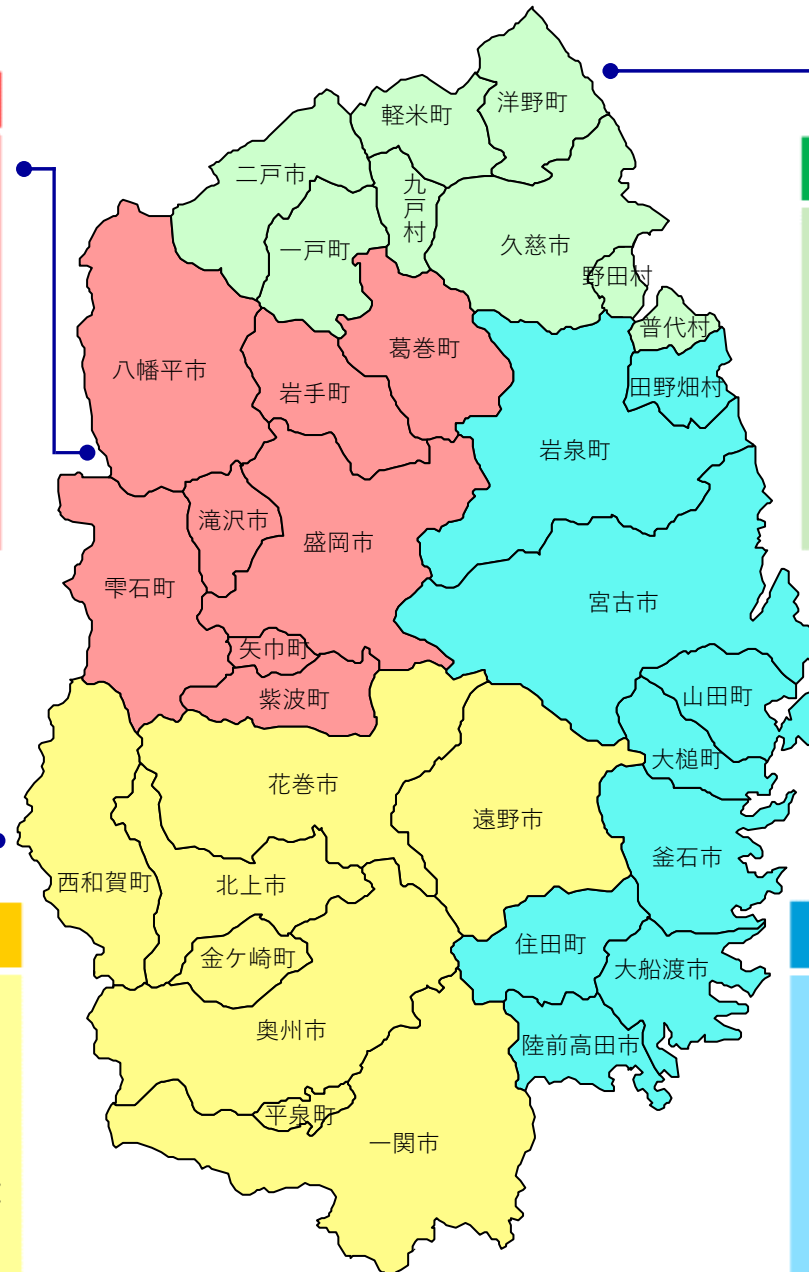 洋野町
軽米町
二戸市
九戸村
一戸町
久慈市
野田村
普代村
葛巻町
八幡平市
田野畑村
岩手町
岩泉町
滝沢市
盛岡市
雫石町
宮古市
矢巾町
紫波町
山田町
大槌町
花巻市
遠野市
釜石市
西和賀町
北上市
住田町
金ケ崎町
大船渡市
奥州市
陸前高田市
平泉町
一関市